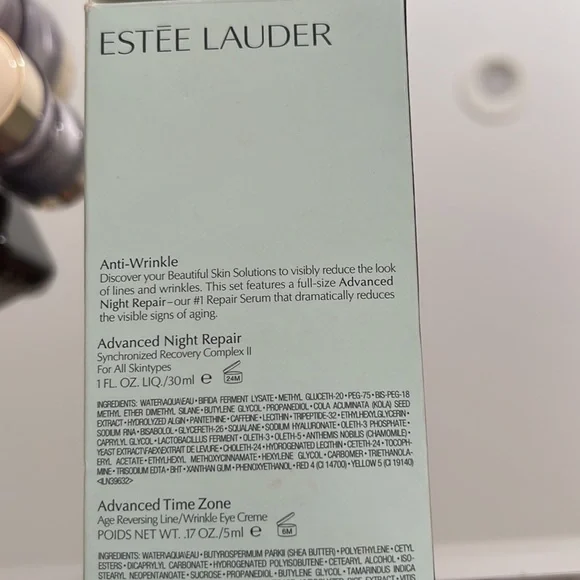 ESTĒE LAUDER
Anti-Wrinkle
Discover your Beautiful Skin Solutions to visibly reduce the look
of lines and wrinkles. This set features a full-size Advanced
Night Repair–our #1 Repair Serum that dramatically reduces
the visible signs of aging.
Advanced Night Repair
Synchronized Recovery Complex II
For All Skintypes
1 FL. OZ. LIQ./30ml e 24M
INGREDIENTS: WATER\AQUA\EAU • BIFIDA FERMENT LYSATE • METHYL GLUCETH-20 • PEG-75 • BIS-PEG-18
METHYL ETHER DIMETHYL SILANE • BUTYLENE GLYCOL • PROPANEDIOL • COLA ACUMINATA (KOLA) SEED
EXTRACT • HYDROLYZED ALGIN • PANTETHINE • CAFFEINE • LECITHIN • TRIPEPTIDE-32 • ETHYLHEXYLGLYCERIN •
SODIUM RNA • BISABOLOL • GLYCERETH-26 • SQUALANE • SODIUM HYALURONATE • OLETH-3 PHOSPHATE •
CAPRYLYL GLYCOL • LACTOBACILLUS FERMENT • OLETH-3 • OLETH-5 • ANTHEMIS NOBILIS (CHAMOMILE) •
YEAST EXTRACT\FAEX\EXTRAIT DE LEVURE • CHOLETH-24 • HYDROGENATED LECITHIN • CETETH-24 • TOCOPH-
ERYL ACETATE • ETHYLHEXYL METHOXYCINNAMATE • HEXYLENE GLYCOL • CARBOMER • TRIETHANOLA-
MINE • TRISODIUM EDTA • BHT • XANTHAN GUM • PHENOXYETHANOL • RED 4 (CI 14700) • YELLOW 5 (CI 19140)
<ILN39632>
Advanced Time Zone
Age Reversing Line/Wrinkle Eye Creme
POIDS NET WT. .17 OZ./5ml e 6M
INGREDIENTS: WATER\AQUA\EAU • BUTYROSPERMUM PARKII (SHEA BUTTER) • POLYETHYLENE • CETYL
ESTERS • DICAPRYLYL CARBONATE • HYDROGENATED POLYISOBUTENE • CETEARYL ALCOHOL • ISO-
STEARYL NEOPENTANOATE • SUCROSE • PROPANEDIOL • BUTYLENE GLYCOL • TAMARINDUS INDICA